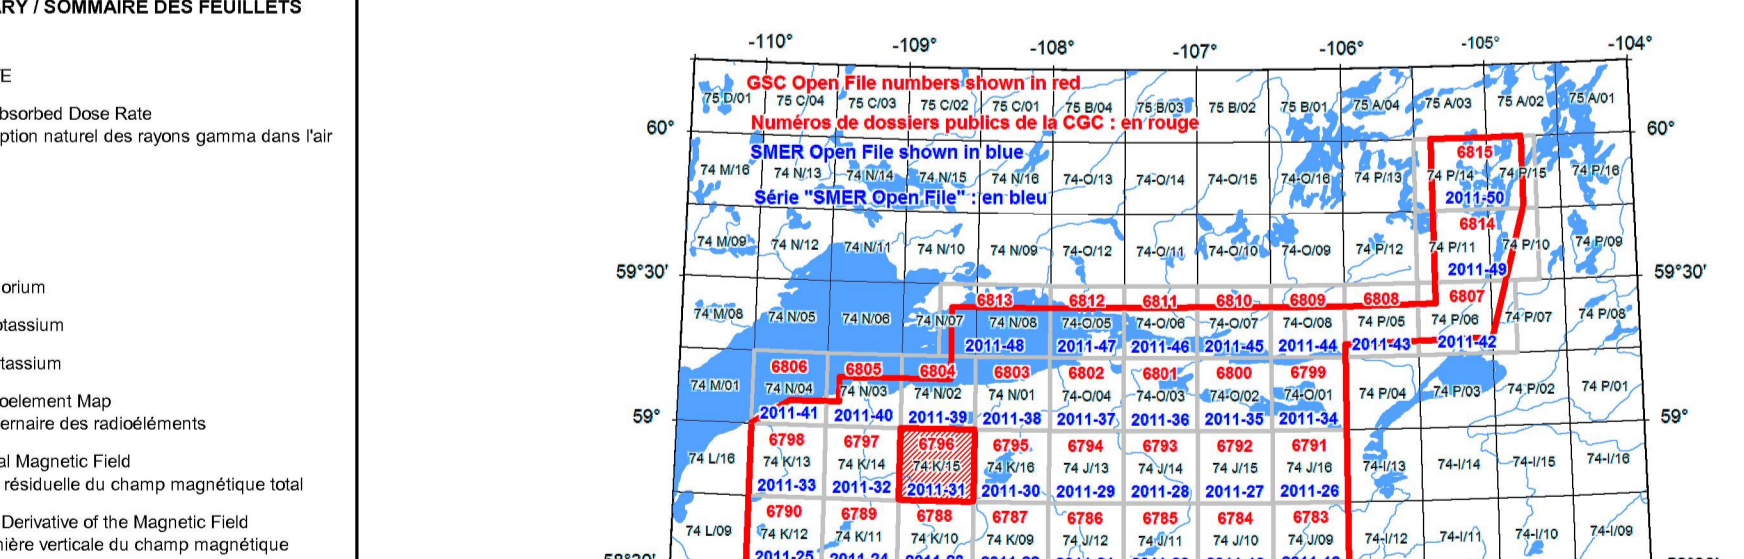 ARY / SOMMAIRE DES FEUILLETS
TE
bsorbed Dose Rate
ption naturel des rayons gamma dans l'air
orium
otassium
tassium
oelement Map
ernaire des radioéléments
al Magnetic Field
résiduelle du champ magnétique total
Derivative of the Magnetic Field
nière verticale du champ magnétique
-110° -109° -108° -107° -106° -105° -104°
GSC Open File numbers shown in red
75 D/01 75 C/04 75 C/03 75 C/02 75 C/01 75 B/04 75 B/03 75 B/02 75 B/01 75 A/04 75 A/03 75 A/02 75 A/01
Numéros de dossiers publics de la CGC : en rouge
60° 60°
SMER Open File shown in blue
6815
74 M/16 74 N/13 74 N/14 74 N/15 74 N/16 74-O/13 74-O/14 74-O/15 74-O/16 74 P/13 74 P/14 74 P/15 74 P/16
Série "SMER Open File" : en bleu
2011-50
6814
74 M/09 74 N/12 74 N/11 74 N/10 74 N/09 74-O/12 74-O/11 74-O/10 74-O/09 74 P/12 74 P/11 74 P/10 74 P/09
2011-49
59°30' 59°30'
6813 6812 6811 6810 6809 6808 6807
74 M/08 74 N/05 74 N/06 74 N/07 74 N/08 74-O/05 74-O/06 74-O/07 74-O/08 74 P/05 74 P/06 74 P/07 74 P/08
2011-48 2011-47 2011-46 2011-45 2011-44 2011-43 2011-42
6806 6805 6804 6803 6802 6801 6800 6799
74 M/01 74 N/04 74 N/03 74 N/02 74 N/01 74-O/04 74-O/03 74-O/02 74-O/01 74 P/04 74 P/03 74 P/02 74 P/01
2011-41 2011-40 2011-39 2011-38 2011-37 2011-36 2011-35 2011-34
59° 59°
6798 6797 6796 6795 6794 6793 6792 6791
74 L/16 74 K/13 74 K/14 74 K/15 74 K/16 74 J/13 74 J/14 74 J/15 74 J/16 74-I/13 74-I/14 74-I/15 74-I/16
2011-33 2011-32 2011-31 2011-30 2011-29 2011-28 2011-27 2011-26
6790 6789 6788 6787 6786 6785 6784 6783
74 L/09 74 K/12 74 K/11 74 K/10 74 K/09 74 J/12 74 J/11 74 J/10 74 J/09 74-I/12 74-I/11 74-I/10 74-I/09
2011-25 2011-24